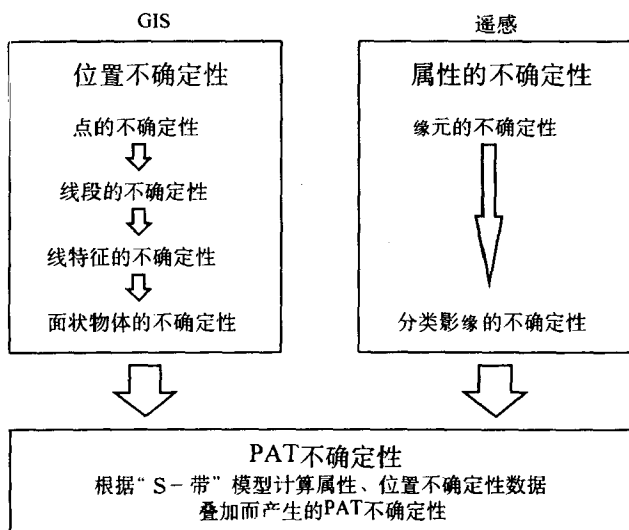 GIS
位置不确定性
点的不确定性
线段的不确定性
线特征的不确定性
面状物体的不确定性
遥感
属性的不确定性
缘元的不确定性
分类影缘的不确定性
PAT不确定性
根据“S-带”模型计算属性、位置不确定性数据
叠加而产生的PAT不确定性